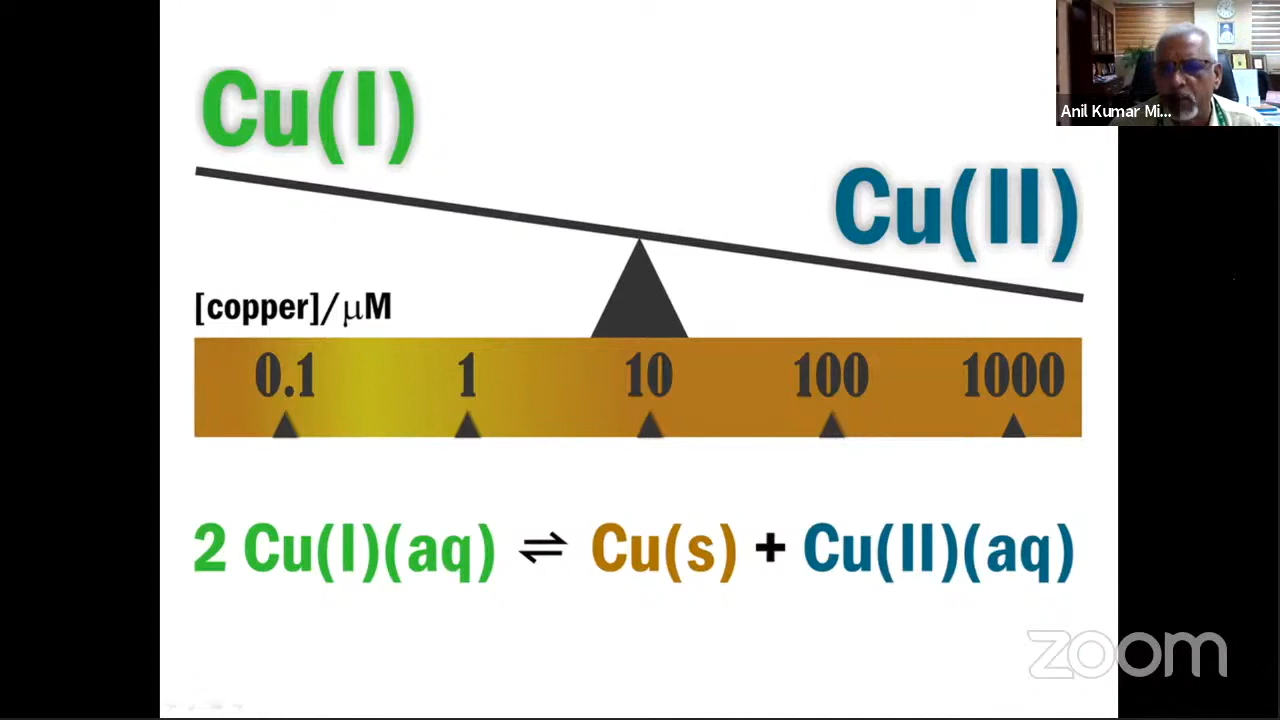 Cu(I)
Anil Kumar Mi...
Cu(II)
[copper]/μM
0.1 1 10 100 1000
2 Cu(I)(aq) ⇌ Cu(s) + Cu(II)(aq)
zoom